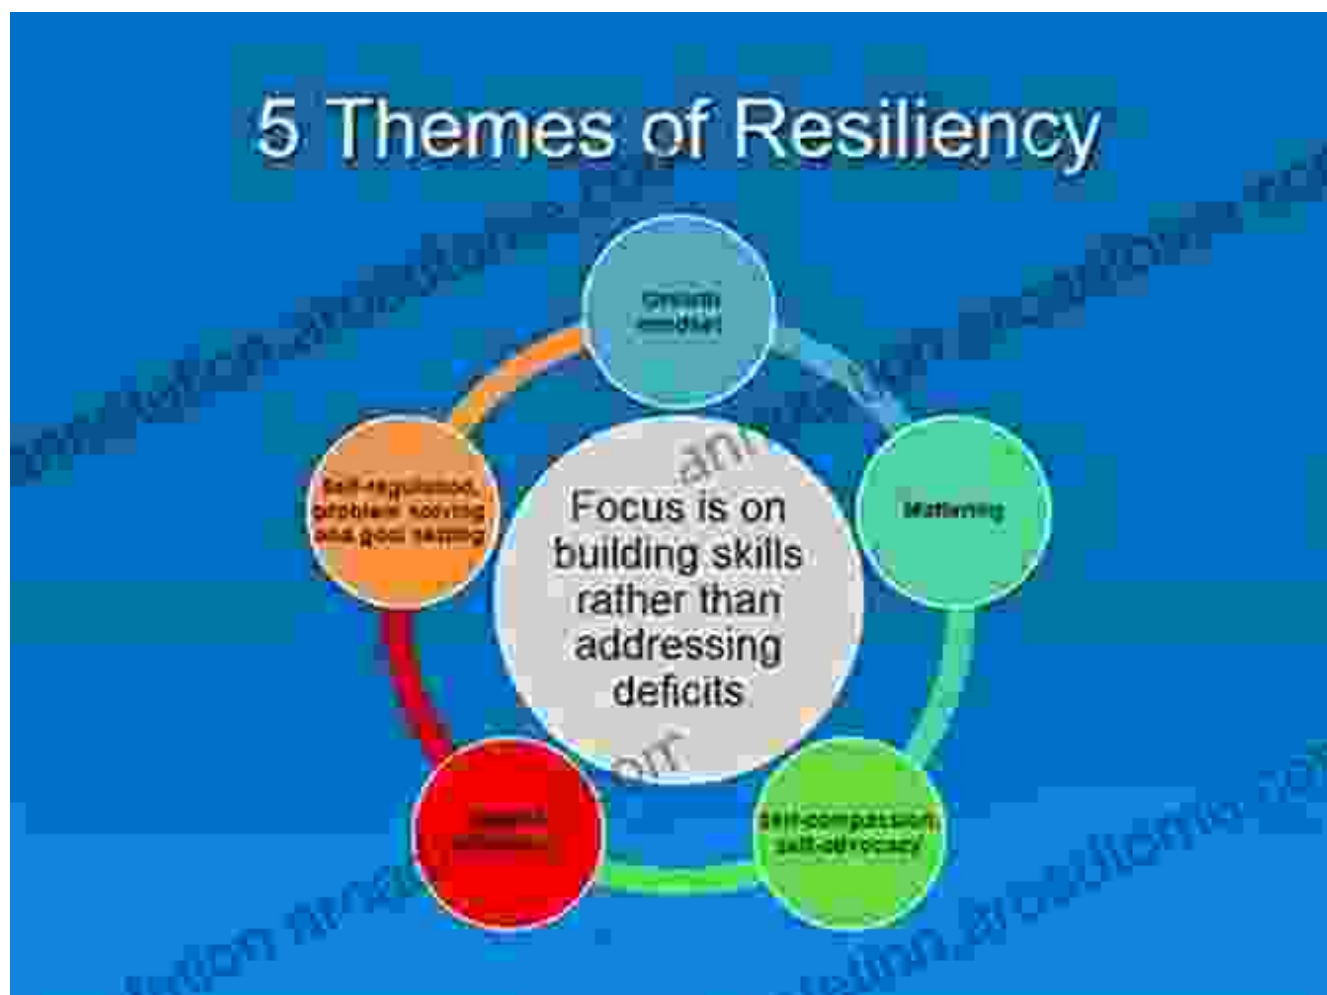 5 Themes of Resiliency
Growth
mindset
Self-regulation,
problem solving
and goal setting
Mattering
Focus is on
building skills
rather than
addressing
deficits
Self-compassion,
self-advocacy